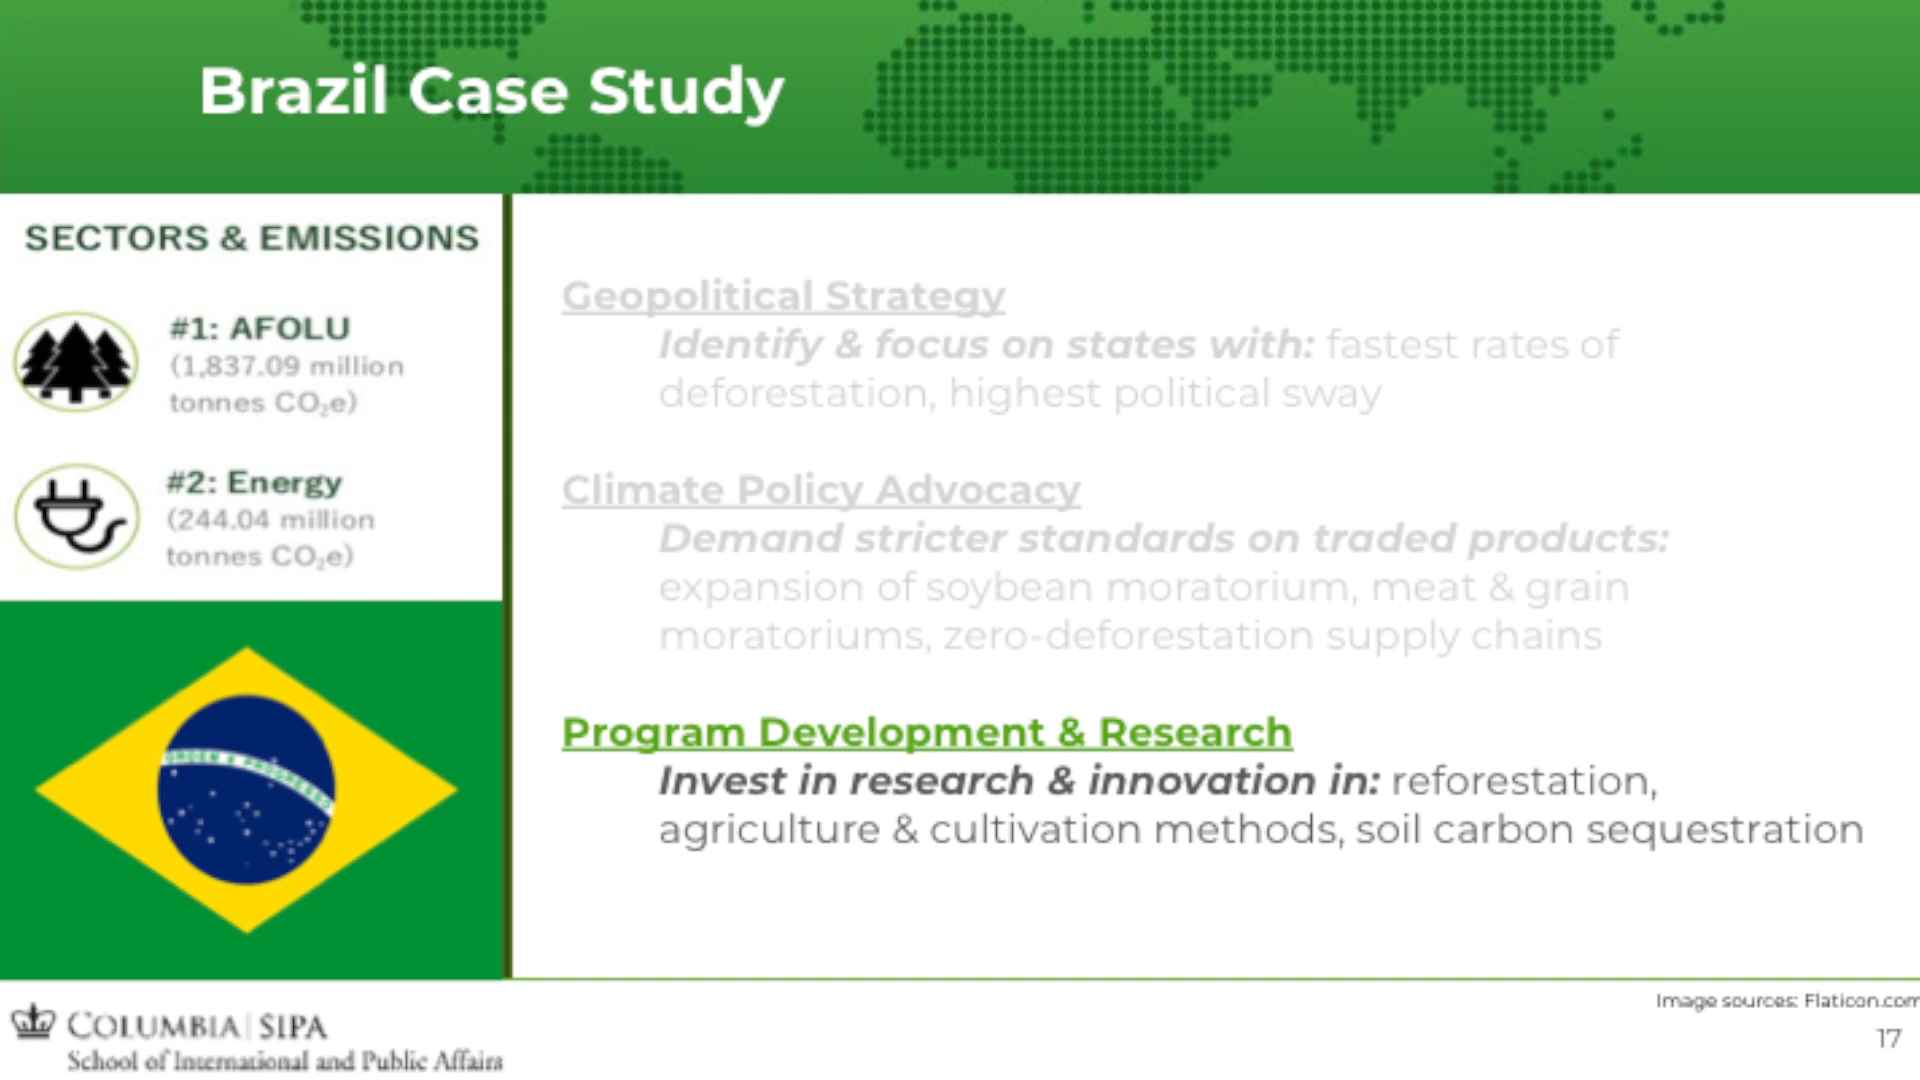 Brazil Case Study
SECTORS & EMISSIONS
#1: AFOLU
(1,837.09 million
tonnes CO₂e)
#2: Energy
(244.04 million
tonnes CO₂e)
ORDEM E PROGRESSO
Geopolitical Strategy
Identify & focus on states with: fastest rates of
deforestation, highest political sway
Climate Policy Advocacy
Demand stricter standards on traded products:
expansion of soybean moratorium, meat & grain
moratoriums, zero-deforestation supply chains
Program Development & Research
Invest in research & innovation in: reforestation,
agriculture & cultivation methods, soil carbon sequestration
Image sources: Flaticon.com
COLUMBIA | SIPA
School of International and Public Affairs
17